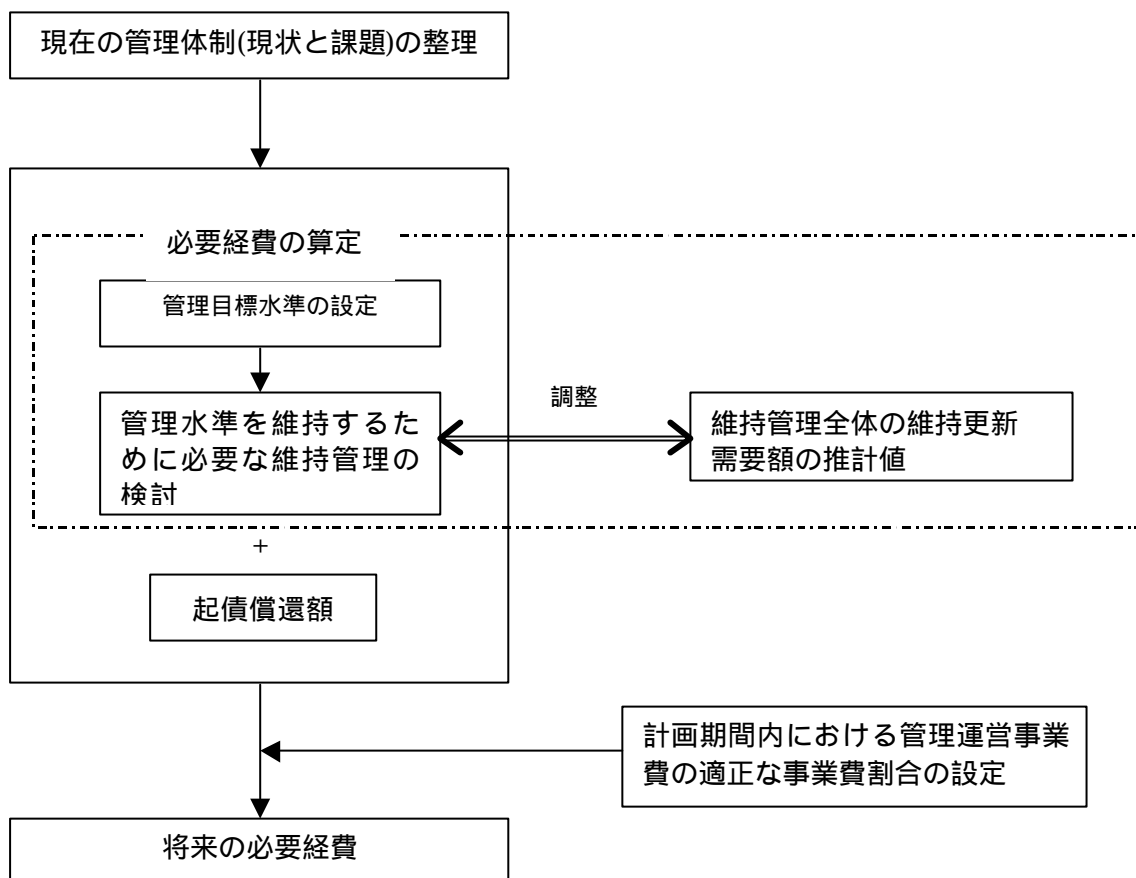 現在の管理体制(現状と課題)の整理
必要経費の算定
管理目標水準の設定
管理水準を維持するた
めに必要な維持管理の
検討
調整
維持管理全体の維持更新
需要額の推計値
+
起債償還額
計画期間内における管理運営事業
費の適正な事業費割合の設定
将来の必要経費